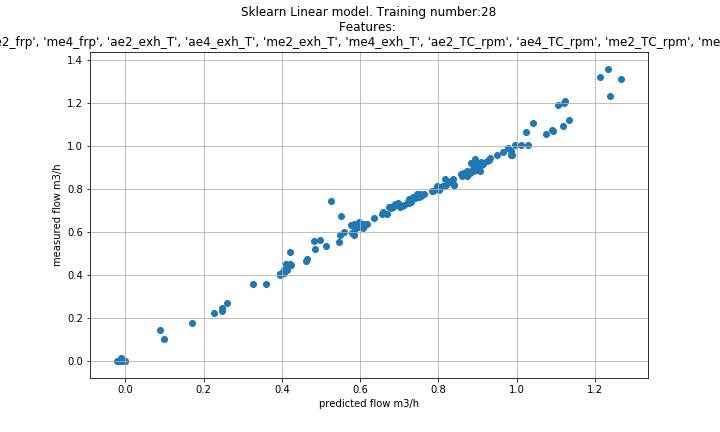 Sklearn Linear model. Training number:28
Features:
e2_frp', 'me4_frp', 'ae2_exh_T', 'ae4_exh_T', 'me2_exh_T', 'me4_exh_T', 'ae2_TC_rpm', 'ae4_TC_rpm', 'me2_TC_rpm', 'me
1.4
1.2
1.0
0.8
0.6
0.4
0.2
0.0
measured flow m3/h
0.0 0.2 0.4 0.6 0.8 1.0 1.2
predicted flow m3/h